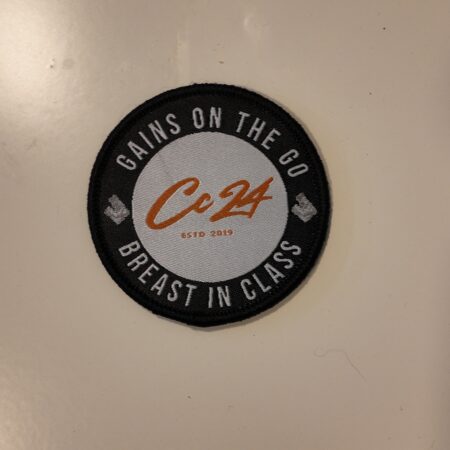 GAINS ON THE GO
Cc24
ESTD 2019
BREAST IN CLASS